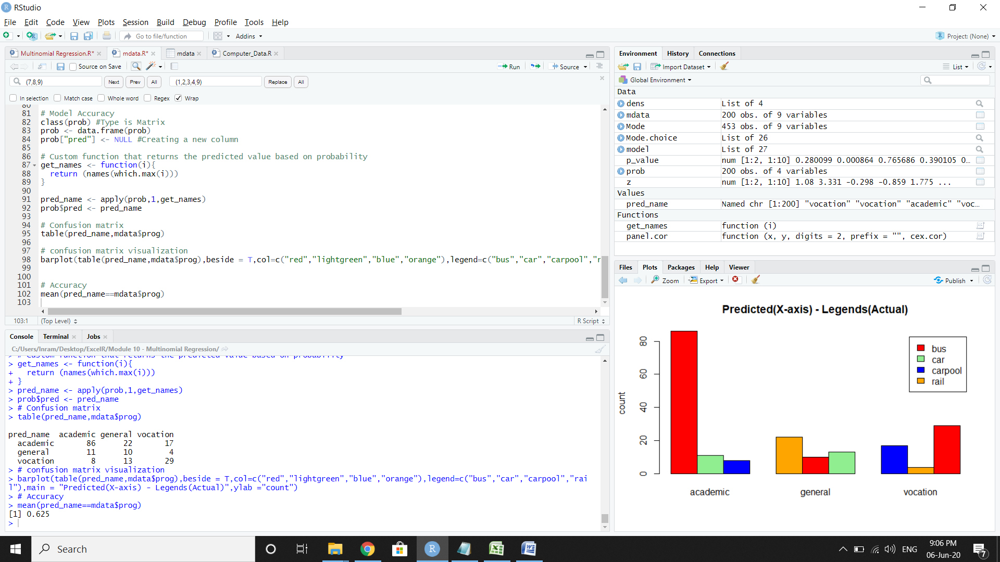 RStudio
File Edit Code View Plots Session Build Debug Profile Tools Help
Go to file/function Addins Project: (None)
Multinomial Regression.R* mdata.R* mdata Computer_Data.R
Source on Save Run Source
(7,8,9) Next Prev All (1,2,3,4,9) Replace All
In selection Match case Whole word Regex Wrap
80
81 # Model Accuracy
82 class(prob) #Type is Matrix
83 prob <- data.frame(prob)
84 prob["pred"] <- NULL #Creating a new column
85
86 # Custom function that returns the predicted value based on probability
87 get_names <- function(i){
88 return (names(which.max(i)))
89 }
90
91 pred_name <- apply(prob,1,get_names)
92 prob$pred <- pred_name
93
94 # Confusion matrix
95 table(pred_name,mdata$prog)
96
97 # confusion matrix visualization
98 barplot(table(pred_name,mdata$prog),beside = T,col=c("red","lightgreen","blue","orange"),legend=c("bus","car","carpool","r
99
100
101 # Accuracy
102 mean(pred_name==mdata$prog)
103
103:1 (Top Level) R Script
Console Terminal Jobs
C:/Users/Inram/Desktop/ExcelR/Module 10 - Multinomial Regression/
> # Custom function that returns the predicted value based on probability
> get_names <- function(i){
+ return (names(which.max(i)))
+ }
> pred_name <- apply(prob,1,get_names)
> prob$pred <- pred_name
> # Confusion matrix
> table(pred_name,mdata$prog)
pred_name academic general vocation
academic 86 22 17
general 11 10 4
vocation 8 13 29
> # confusion matrix visualization
> barplot(table(pred_name,mdata$prog),beside = T,col=c("red","lightgreen","blue","orange"),legend=c("bus","car","carpool","rai
l"),main = "Predicted(X-axis) - Legends(Actual)",ylab ="count")
> # Accuracy
> mean(pred_name==mdata$prog)
[1] 0.625
>
Environment History Connections
Import Dataset List
Global Environment
Data
dens List of 4
mdata 200 obs. of 9 variables
Mode 453 obs. of 9 variables
Mode.choice List of 26
model List of 27
p_value num [1:2, 1:10] 0.280099 0.000864 0.765686 0.390105 0...
prob 200 obs. of 4 variables
z num [1:2, 1:10] 1.08 3.331 -0.298 -0.859 1.775 ...
Values
pred_name Named chr [1:200] "vocation" "vocation" "academic" "voc...
Functions
get_names function (i)
panel.cor function (x, y, digits = 2, prefix = "", cex.cor)
Files Plots Packages Help Viewer
Zoom Export Publish
Predicted(X-axis) - Legends(Actual)
count
80
60
40
20
0
bus
car
carpool
rail
academic general vocation
Search
ENG
9:06 PM
06-Jun-20
7